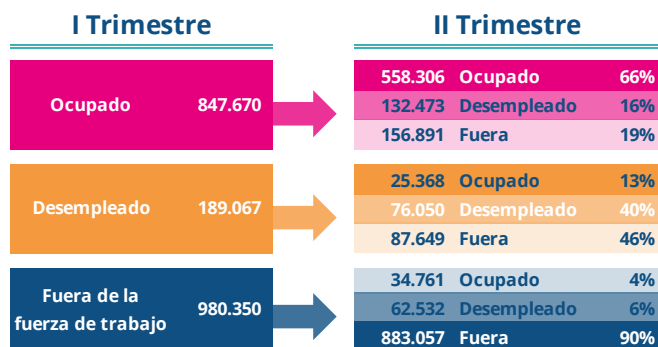 I Trimestre
II Trimestre
Ocupado 847.670
558.306 Ocupado 66%
132.473 Desempleado 16%
156.891 Fuera 19%
Desempleado 189.067
25.368 Ocupado 13%
76.050 Desempleado 40%
87.649 Fuera 46%
Fuera de la
fuerza de trabajo 980.350
34.761 Ocupado 4%
62.532 Desempleado 6%
883.057 Fuera 90%